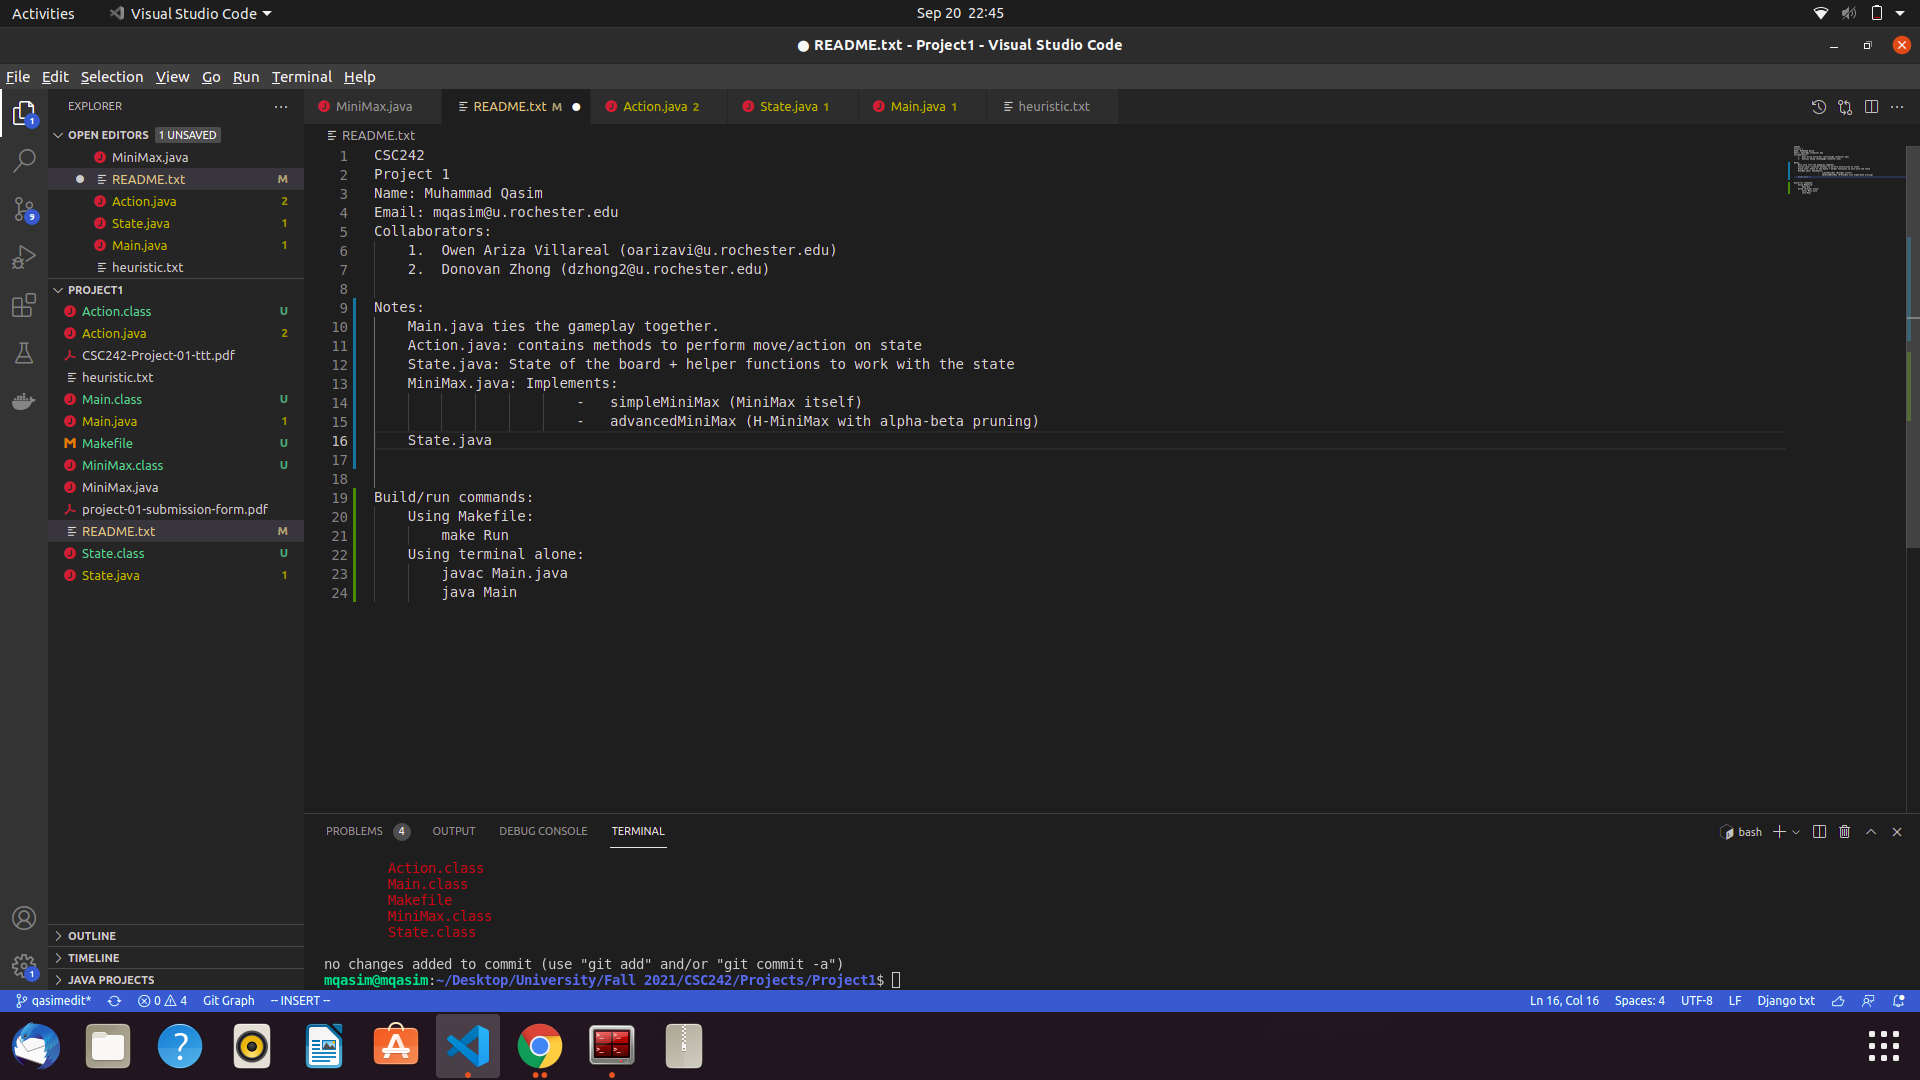 Activities
Visual Studio Code
Sep 20 22:45
README.txt - Project1 - Visual Studio Code
File Edit Selection View Go Run Terminal Help
EXPLORER
OPEN EDITORS 1 UNSAVED
MiniMax.java
README.txt M
Action.java 2
State.java 1
Main.java 1
heuristic.txt
PROJECT1
Action.class U
Action.java 2
CSC242-Project-01-ttt.pdf
heuristic.txt
Main.class U
Main.java 1
Makefile U
MiniMax.class U
MiniMax.java
project-01-submission-form.pdf
README.txt M
State.class U
State.java 1
OUTLINE
TIMELINE
JAVA PROJECTS
1
9
1
MiniMax.java README.txt M Action.java 2 State.java 1 Main.java 1 heuristic.txt
README.txt
1 CSC242
2 Project 1
3 Name: Muhammad Qasim
4 Email: mqasim@u.rochester.edu
5 Collaborators:
6 1. Owen Ariza Villareal (oarizavi@u.rochester.edu)
7 2. Donovan Zhong (dzhong2@u.rochester.edu)
8
9 Notes:
10 Main.java ties the gameplay together.
11 Action.java: contains methods to perform move/action on state
12 State.java: State of the board + helper functions to work with the state
13 MiniMax.java: Implements:
14 - simpleMiniMax (MiniMax itself)
15 - advancedMiniMax (H-MiniMax with alpha-beta pruning)
16 State.java
17
18
19 Build/run commands:
20 Using Makefile:
21 make Run
22 Using terminal alone:
23 javac Main.java
24 java Main
PROBLEMS 4 OUTPUT DEBUG CONSOLE TERMINAL
bash
Action.class
Main.class
Makefile
MiniMax.class
State.class
no changes added to commit (use "git add" and/or "git commit -a")
mqasim@mqasim:~/Desktop/University/Fall 2021/CSC242/Projects/Project1$
qasimedit* 0 4 Git Graph -- INSERT --
Ln 16, Col 16 Spaces: 4 UTF-8 LF Django txt